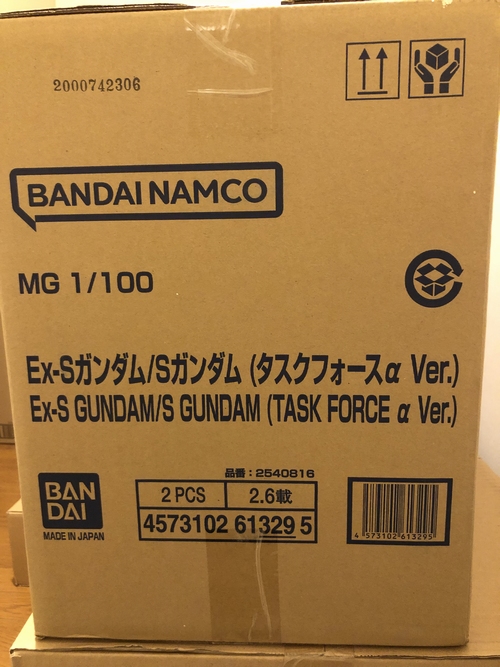 2000742306
BANDAI NAMCO
MG 1/100
Ex-Sガンダム/Sガンダム (タスクフォースα Ver.)
Ex-S GUNDAM/S GUNDAM (TASK FORCE α Ver.)
品番：2540816
BAN
DAI
MADE IN JAPAN
2 PCS 2.6載
4573102 61329 5
4 573102 613295